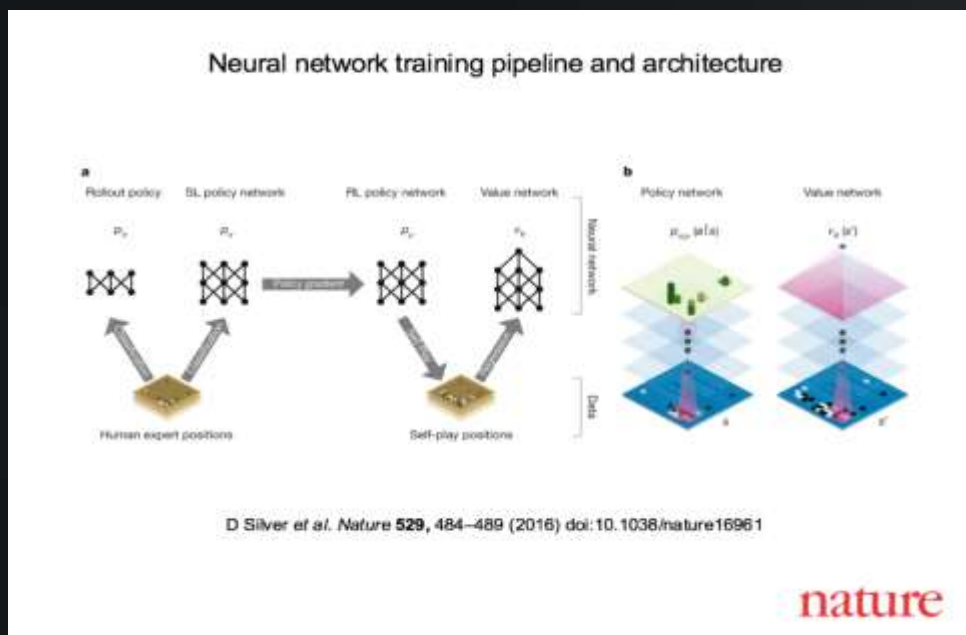 Neural network training pipeline and architecture
a
Rollout policy SL policy network RL policy network Value network
Neural network
Policy gradient
Human expert positions
Self-play positions
Data
b
Policy network Value network
s
s'
D Silver et al. Nature 529, 484–489 (2016) doi:10.1038/nature16961
nature